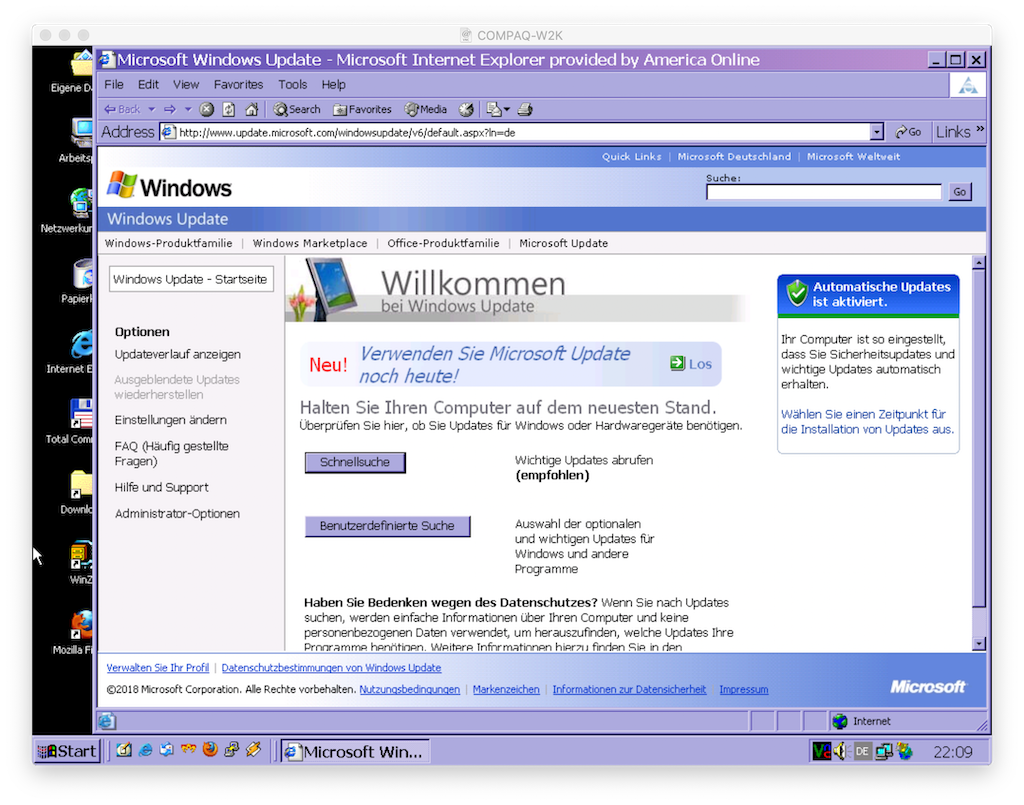 COMPAQ-W2K
Eigene D
Arbeits
Netzwerku
Papier
Internet E
Total Com
Downlo
WinZ
Mozilla Fi
Microsoft Windows Update - Microsoft Internet Explorer provided by America Online
File Edit View Favorites Tools Help
Back Search Favorites Media
Address http://www.update.microsoft.com/windowsupdate/v6/default.aspx?ln=de Go Links »
Quick Links | Microsoft Deutschland | Microsoft Weltweit
Windows
Suche:
Go
Windows Update
Windows-Produktfamilie | Windows Marketplace | Office-Produktfamilie | Microsoft Update
Windows Update - Startseite
Optionen
Updateverlauf anzeigen
Ausgeblendete Updates
wiederherstellen
Einstellungen ändern
FAQ (Häufig gestellte
Fragen)
Hilfe und Support
Administrator-Optionen
Willkommen
bei Windows Update
Neu!
Verwenden Sie Microsoft Update
noch heute!
Los
Halten Sie Ihren Computer auf dem neuesten Stand.
Überprüfen Sie hier, ob Sie Updates für Windows oder Hardwaregeräte benötigen.
Schnellsuche
Wichtige Updates abrufen
(empfohlen)
Benutzerdefinierte Suche
Auswahl der optionalen
und wichtigen Updates für
Windows und andere
Programme
Haben Sie Bedenken wegen des Datenschutzes? Wenn Sie nach Updates
suchen, werden einfache Informationen über Ihren Computer und keine
personenbezogenen Daten verwendet, um herauszufinden, welche Updates Ihre
Programme benötigen. Weitere Informationen hierzu finden Sie in den
Automatische Updates
ist aktiviert.
Ihr Computer ist so eingestellt,
dass Sie Sicherheitsupdates und
wichtige Updates automatisch
erhalten.
Wählen Sie einen Zeitpunkt für
die Installation von Updates aus.
Verwalten Sie Ihr Profil | Datenschutzbestimmungen von Windows Update
©2018 Microsoft Corporation. Alle Rechte vorbehalten. Nutzungsbedingungen | Markenzeichen | Informationen zur Datensicherheit | Impressum
Microsoft
Internet
Start Microsoft Win... DE 22:09